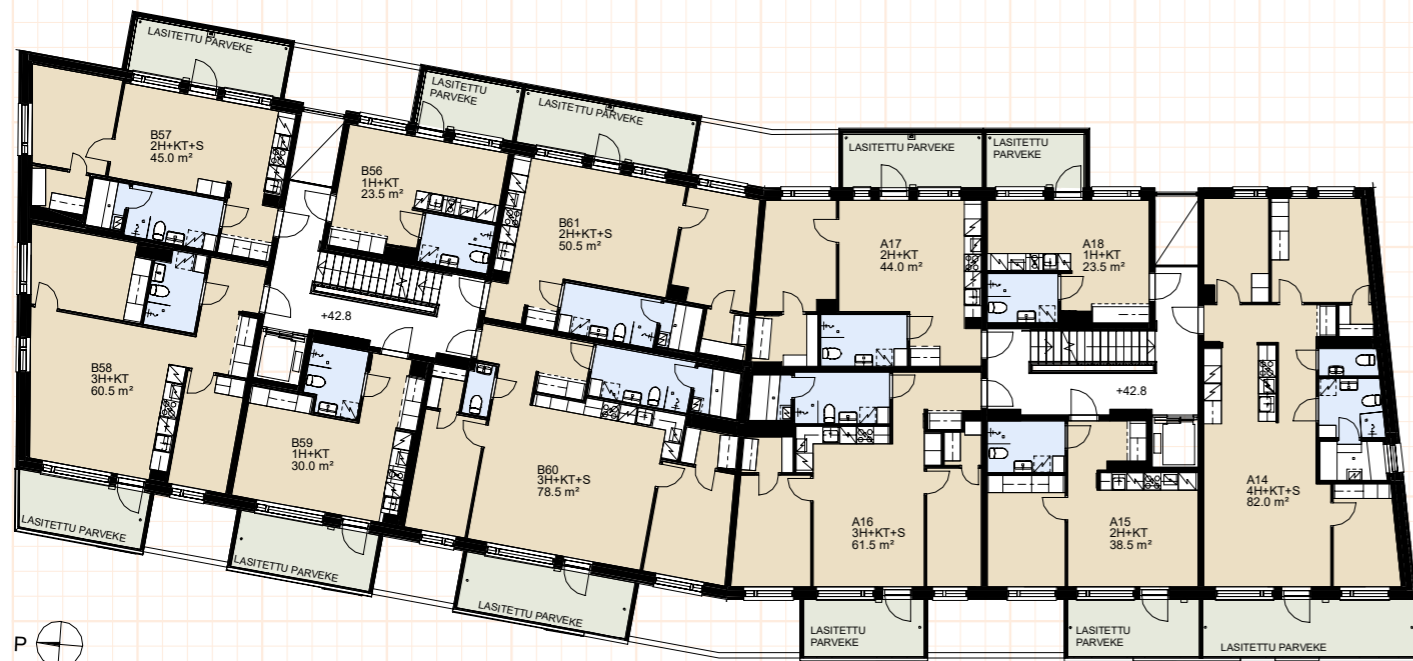 LASITETTU PARVEKE
LASITETTU
PARVEKE
LASITETTU PARVEKE
LASITETTU PARVEKE
LASITETTU
PARVEKE
B57
2H+KT+S
45.0 m²
B56
1H+KT
23.5 m²
B61
2H+KT+S
50.5 m²
A17
2H+KT
44.0 m²
A18
1H+KT
23.5 m²
+42.8
B58
3H+KT
60.5 m²
B59
1H+KT
30.0 m²
B60
3H+KT+S
78.5 m²
+42.8
A16
3H+KT+S
61.5 m²
A15
2H+KT
38.5 m²
A14
4H+KT+S
82.0 m²
LASITETTU PARVEKE
LASITETTU PARVEKE
LASITETTU PARVEKE
LASITETTU
PARVEKE
LASITETTU
PARVEKE
LASITETTU PARVEKE
P